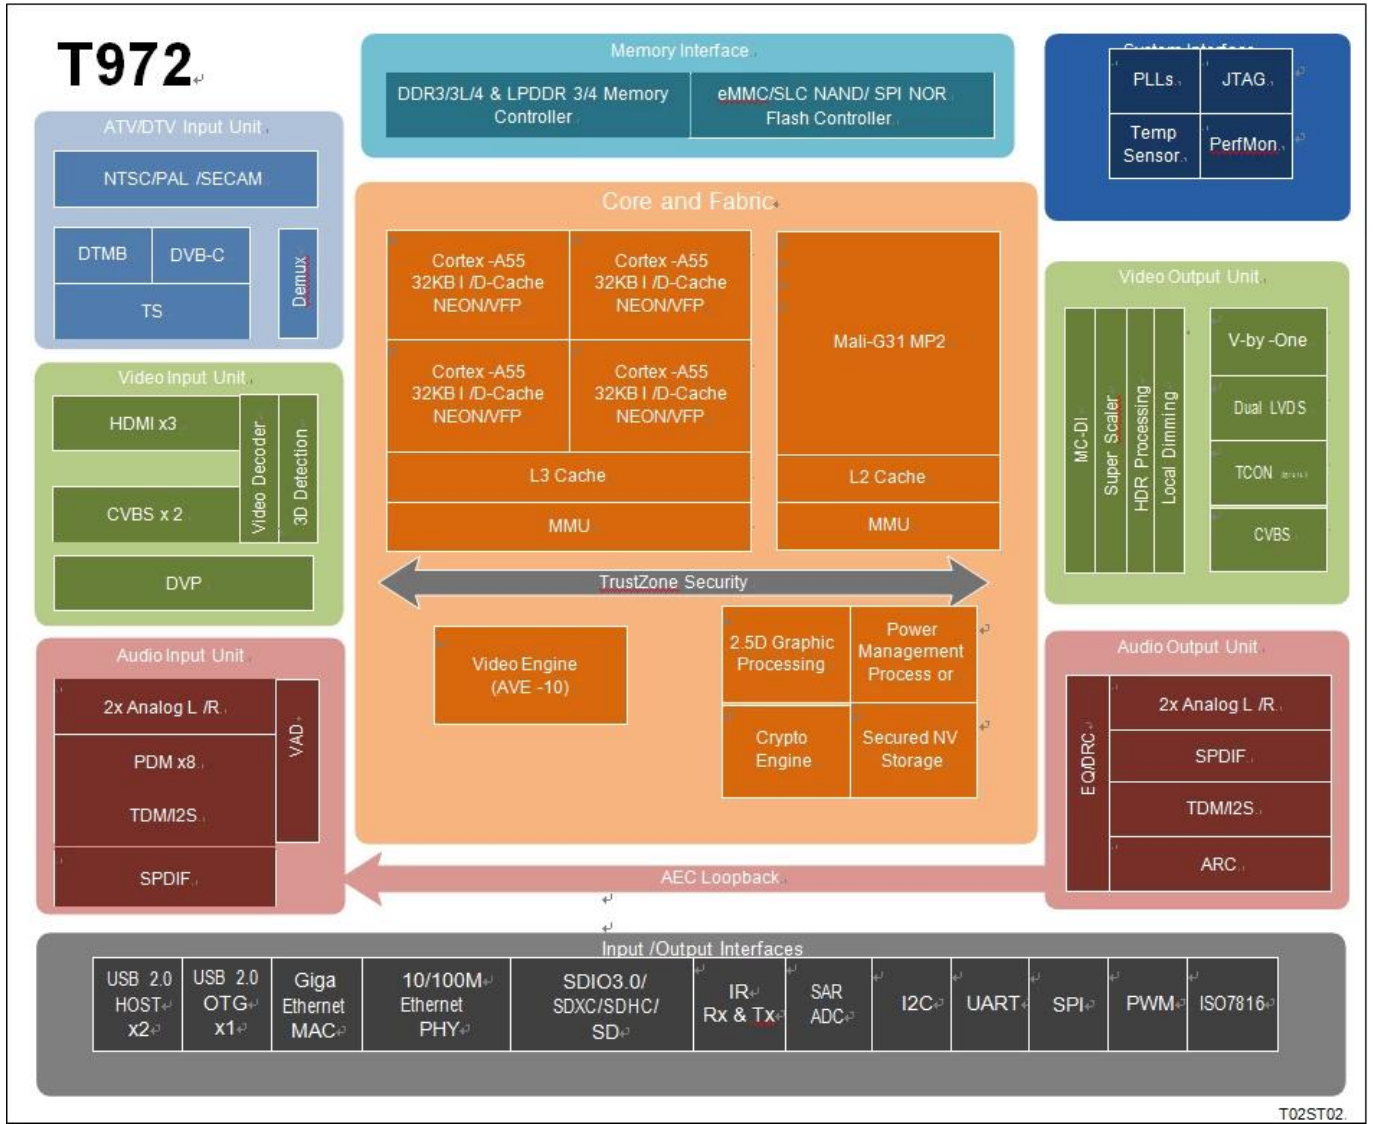 T972
Memory Interface
DDR3/3L/4 & LPDDR 3/4 Memory
Controller
eMMC/SLC NAND/ SPI NOR
Flash Controller
System Interface
PLLs
JTAG
Temp
Sensor
PerfMon
ATV/DTV Input Unit
NTSC/PAL /SECAM
DTMB
DVB-C
TS
Demux
Video Input Unit
HDMI x3
CVBS x 2
Video Decoder
3D Detection
DVP
Audio Input Unit
2x Analog L /R
PDM x8
TDM/I2S
SPDIF
VAD
Core and Fabric
Cortex -A55
32KB I /D-Cache
NEON/VFP
Cortex -A55
32KB I /D-Cache
NEON/VFP
Cortex -A55
32KB I /D-Cache
NEON/VFP
Cortex -A55
32KB I /D-Cache
NEON/VFP
L3 Cache
MMU
Mali-G31 MP2
L2 Cache
MMU
TrustZone Security
Video Engine
(AVE -10)
2.5D Graphic
Processing
Power
Management
Process or
Crypto
Engine
Secured NV
Storage
Video Output Unit
MC-DI
Super Scaler
HDR Processing
Local Dimming
V-by -One
Dual LVDS
TCON
CVBS
Audio Output Unit
EQ/DRC
2x Analog L /R
SPDIF
TDM/I2S
ARC
AEC Loopback
Input /Output Interfaces
USB 2.0
HOST
x2
USB 2.0
OTG
x1
Giga
Ethernet
MAC
10/100M
Ethernet
PHY
SDIO3.0/
SDXC/SDHC/
SD
IR
Rx & Tx
SAR
ADC
I2C
UART
SPI
PWM
ISO7816
T02ST02